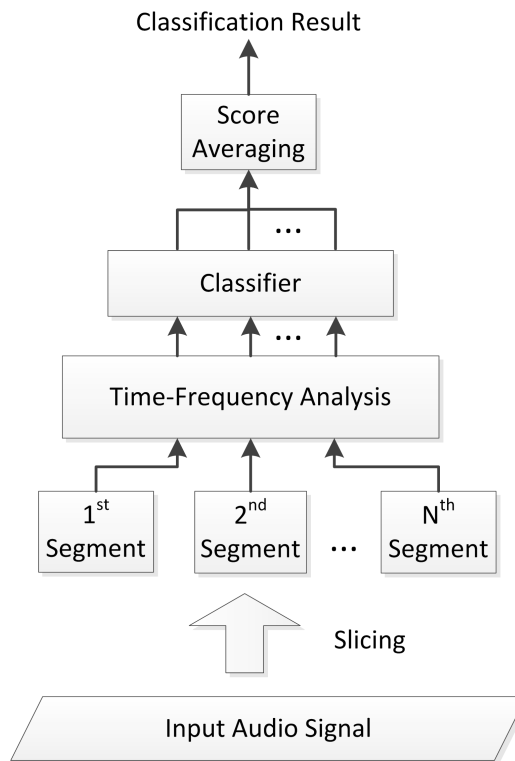 Classification Result
Score
Averaging
...
Classifier
...
Time-Frequency Analysis
1st
Segment
2nd
Segment
...
Nth
Segment
Slicing
Input Audio Signal